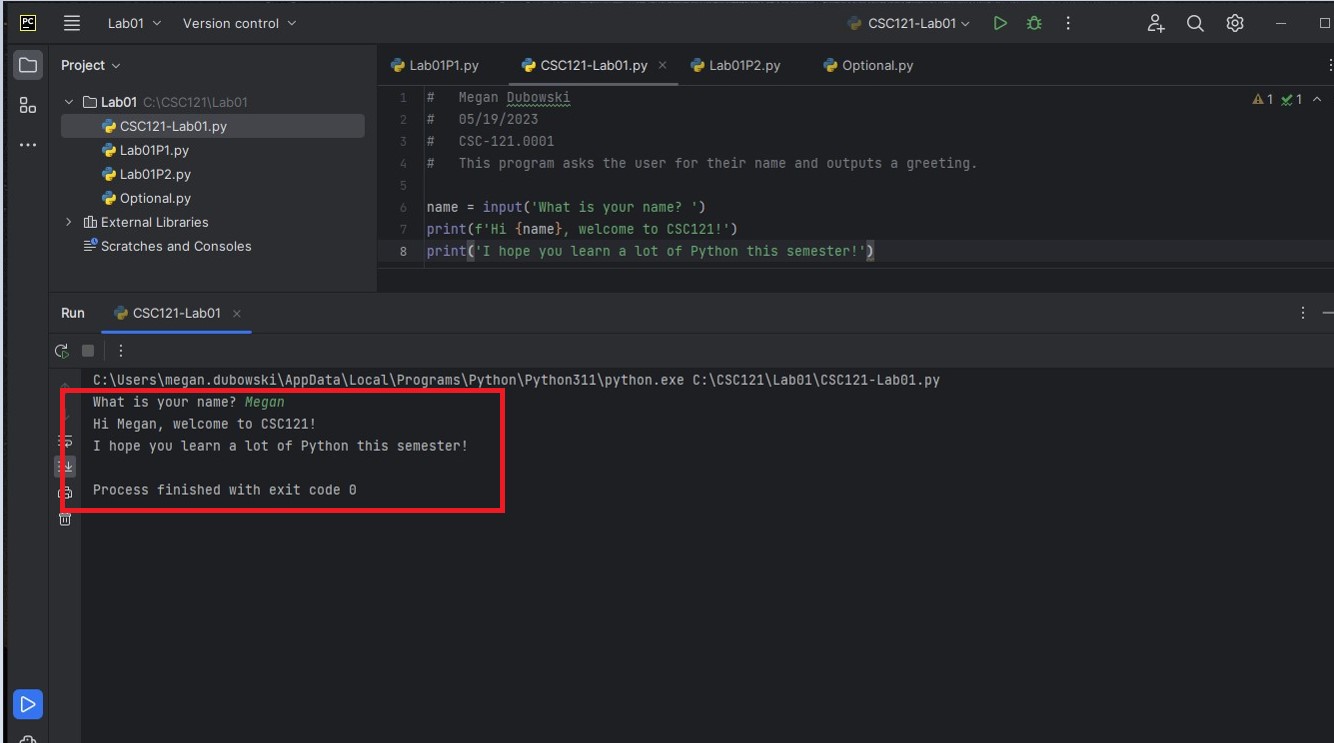 PC Lab01 Version control CSC121-Lab01
Project
Lab01P1.py CSC121-Lab01.py Lab01P2.py Optional.py
Lab01 C:\CSC121\Lab01
CSC121-Lab01.py
Lab01P1.py
Lab01P2.py
Optional.py
External Libraries
Scratches and Consoles
1 # Megan Dubowski
2 # 05/19/2023
3 # CSC-121.0001
4 # This program asks the user for their name and outputs a greeting.
5
6 name = input('What is your name? ')
7 print(f'Hi {name}, welcome to CSC121!')
8 print('I hope you learn a lot of Python this semester!')
1 1
Run CSC121-Lab01
C:\Users\megan.dubowski\AppData\Local\Programs\Python\Python311\python.exe C:\CSC121\Lab01\CSC121-Lab01.py
What is your name? Megan
Hi Megan, welcome to CSC121!
I hope you learn a lot of Python this semester!
Process finished with exit code 0